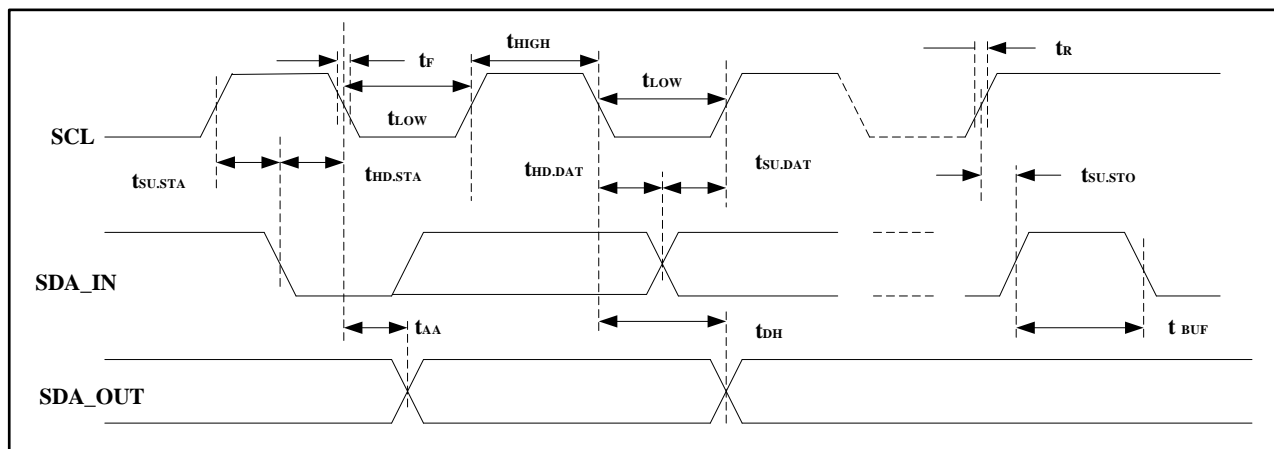 tHIGH
tF
tR
tLOW
tLOW
SCL
tSU.STA
tHD.STA
tHD.DAT
tSU.DAT
tSU.STO
SDA_IN
tAA
tDH
t BUF
SDA_OUT